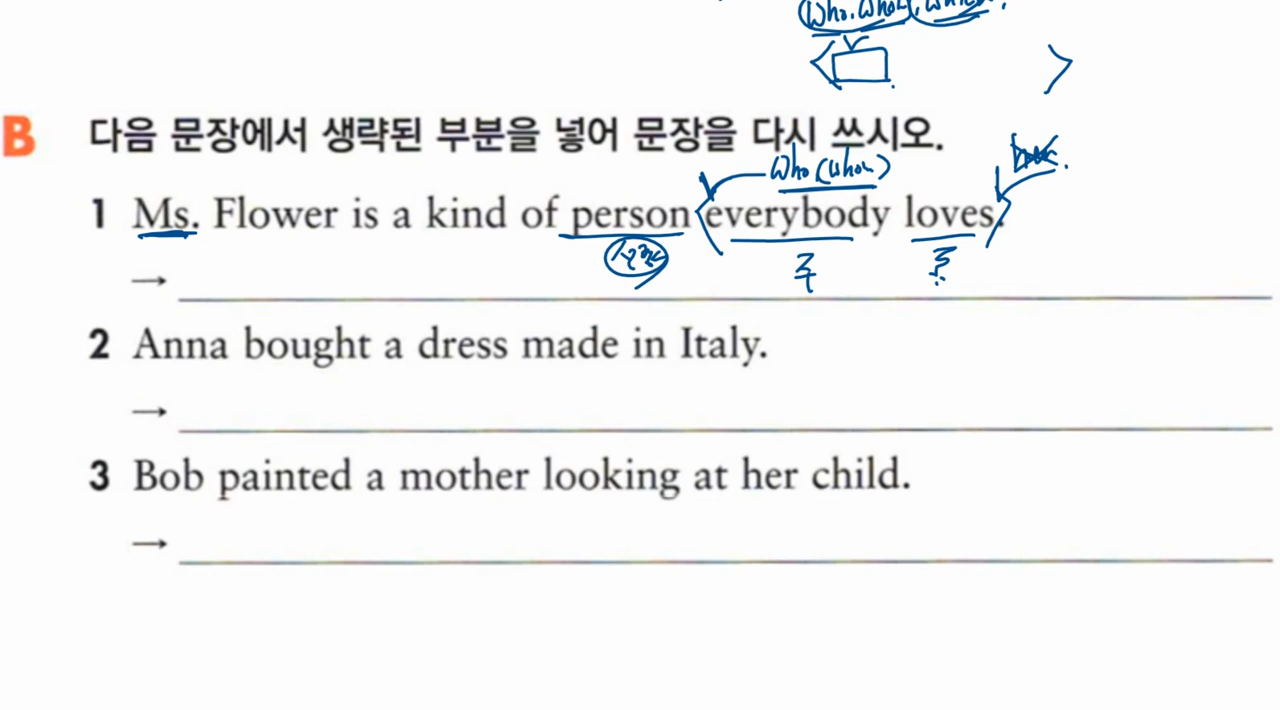 who. whom, which.
B 다음 문장에서 생략된 부분을 넣어 문장을 다시 쓰시오.
who (whom)
1 Ms. Flower is a kind of person everybody loves.
주
→
2 Anna bought a dress made in Italy.
→
3 Bob painted a mother looking at her child.
→